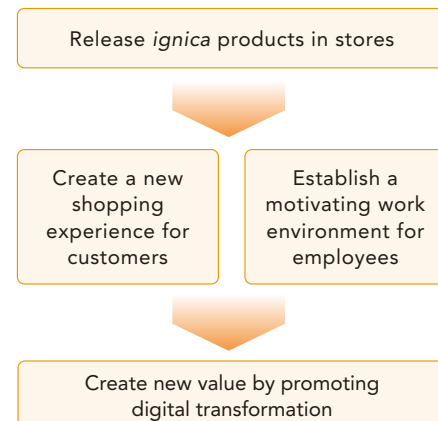 Release ignica products in stores
Create a new
shopping
experience for
customers
Establish a
motivating work
environment for
employees
Create new value by promoting
digital transformation